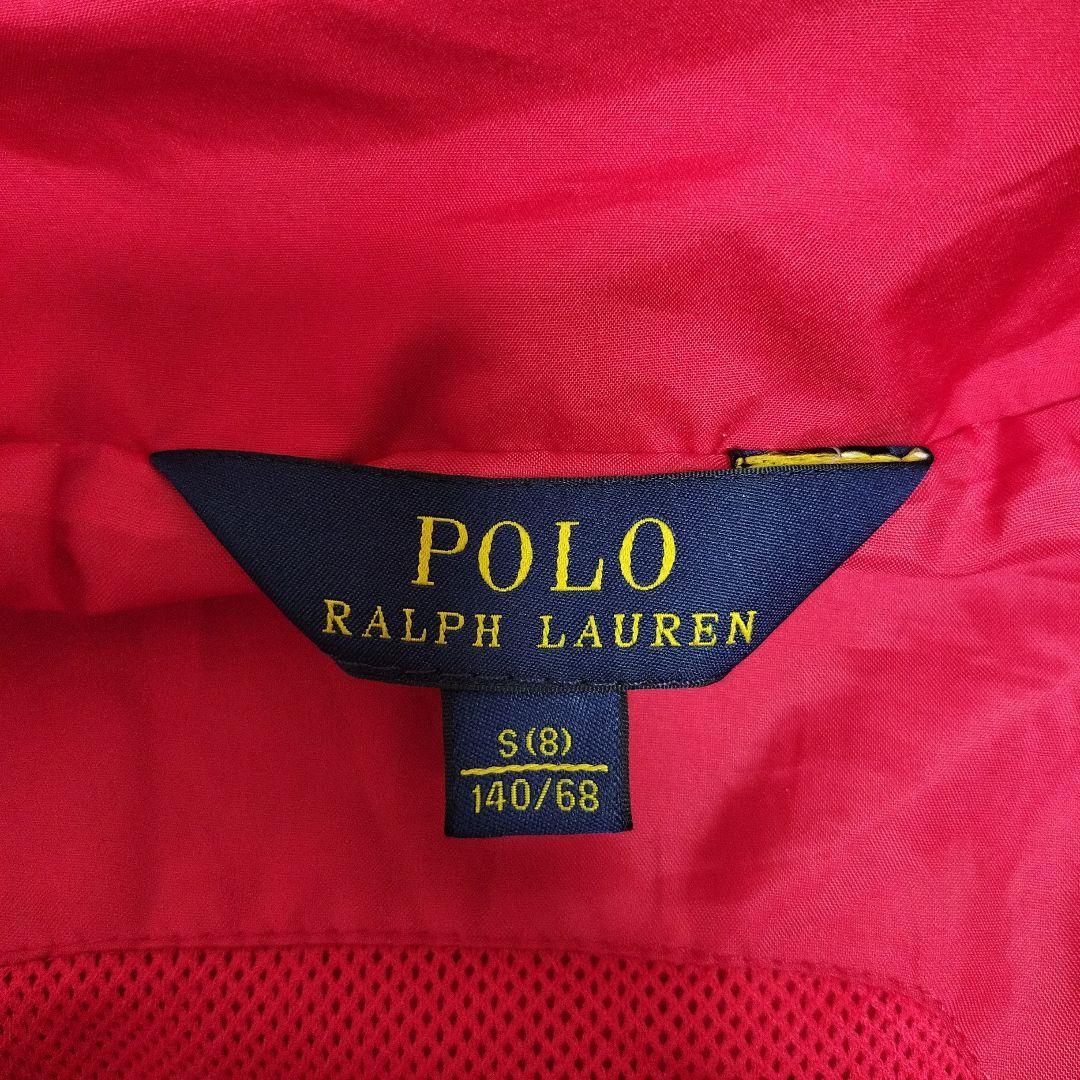 POLO
RALPH LAUREN
S(8)
140/68